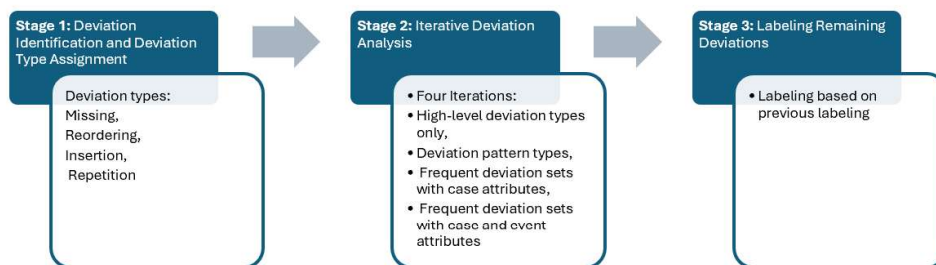 Stage 1: Deviation
Identification and Deviation
Type Assignment
Deviation types:
Missing,
Reordering,
Insertion,
Repetition
Stage 2: Iterative Deviation
Analysis
• Four Iterations:
• High-level deviation types
only,
• Deviation pattern types,
• Frequent deviation sets
with case attributes,
• Frequent deviation sets
with case and event
attributes
Stage 3: Labeling Remaining
Deviations
• Labeling based on
previous labeling